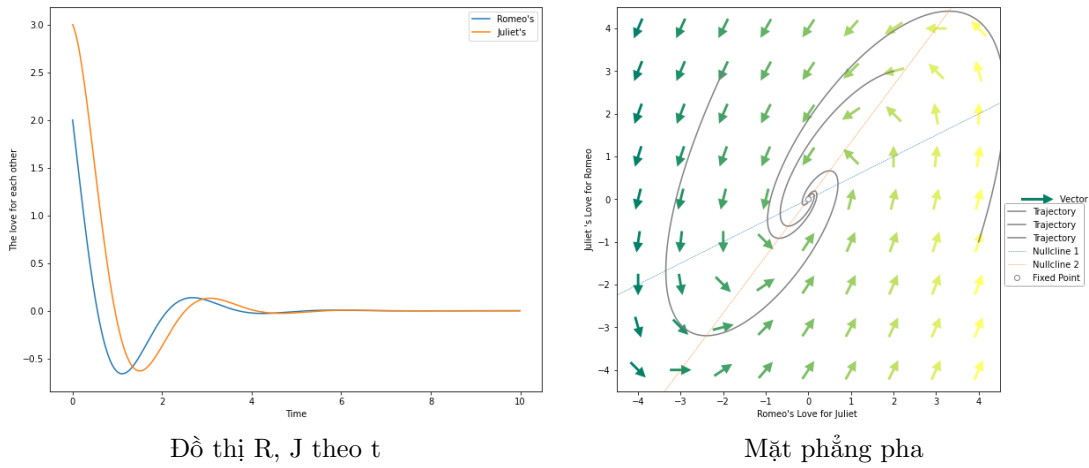 3.0
2.5
2.0
1.5
1.0
0.5
0.0
−0.5
The love for each other
Romeo's
Juliet's
0
2
4
6
8
10
Time
Đồ thị R, J theo t
4
3
2
1
0
−1
−2
−3
−4
Juliet 's Love for Romeo
−4
−3
−2
−1
0
1
2
3
4
Romeo's Love for Juliet
Vector
Trajectory
Trajectory
Trajectory
Nullcline 1
Nullcline 2
Fixed Point
Mặt phẳng pha